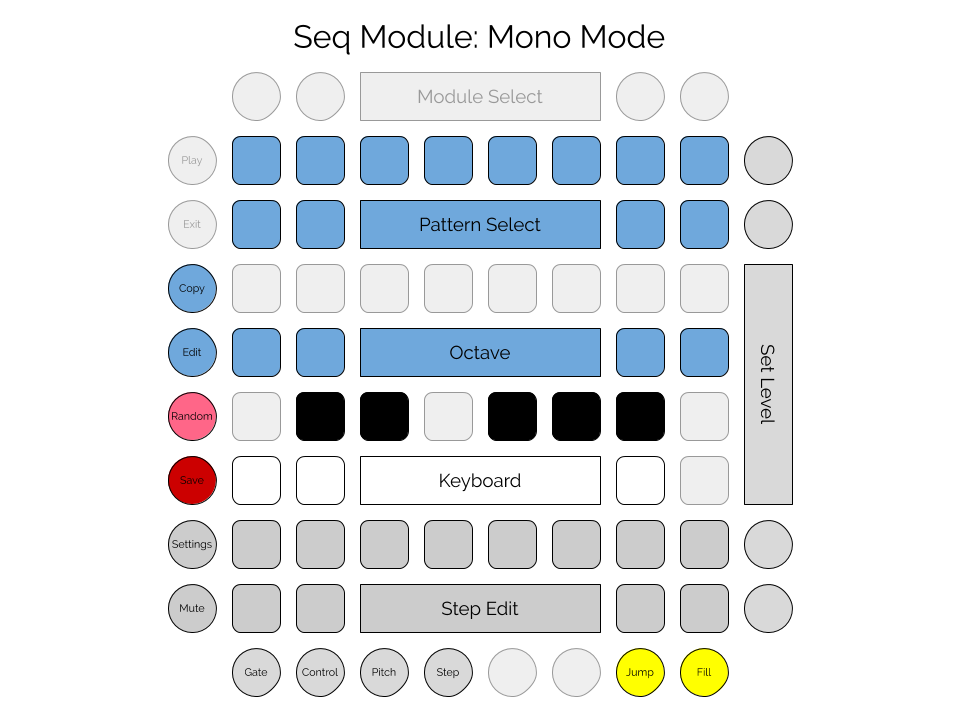 Seq Module: Mono Mode
Module Select
Play
Exit
Pattern Select
Copy
Edit
Octave
Set Level
Random
Save
Keyboard
Settings
Mute
Step Edit
Gate
Control
Pitch
Step
Jump
Fill